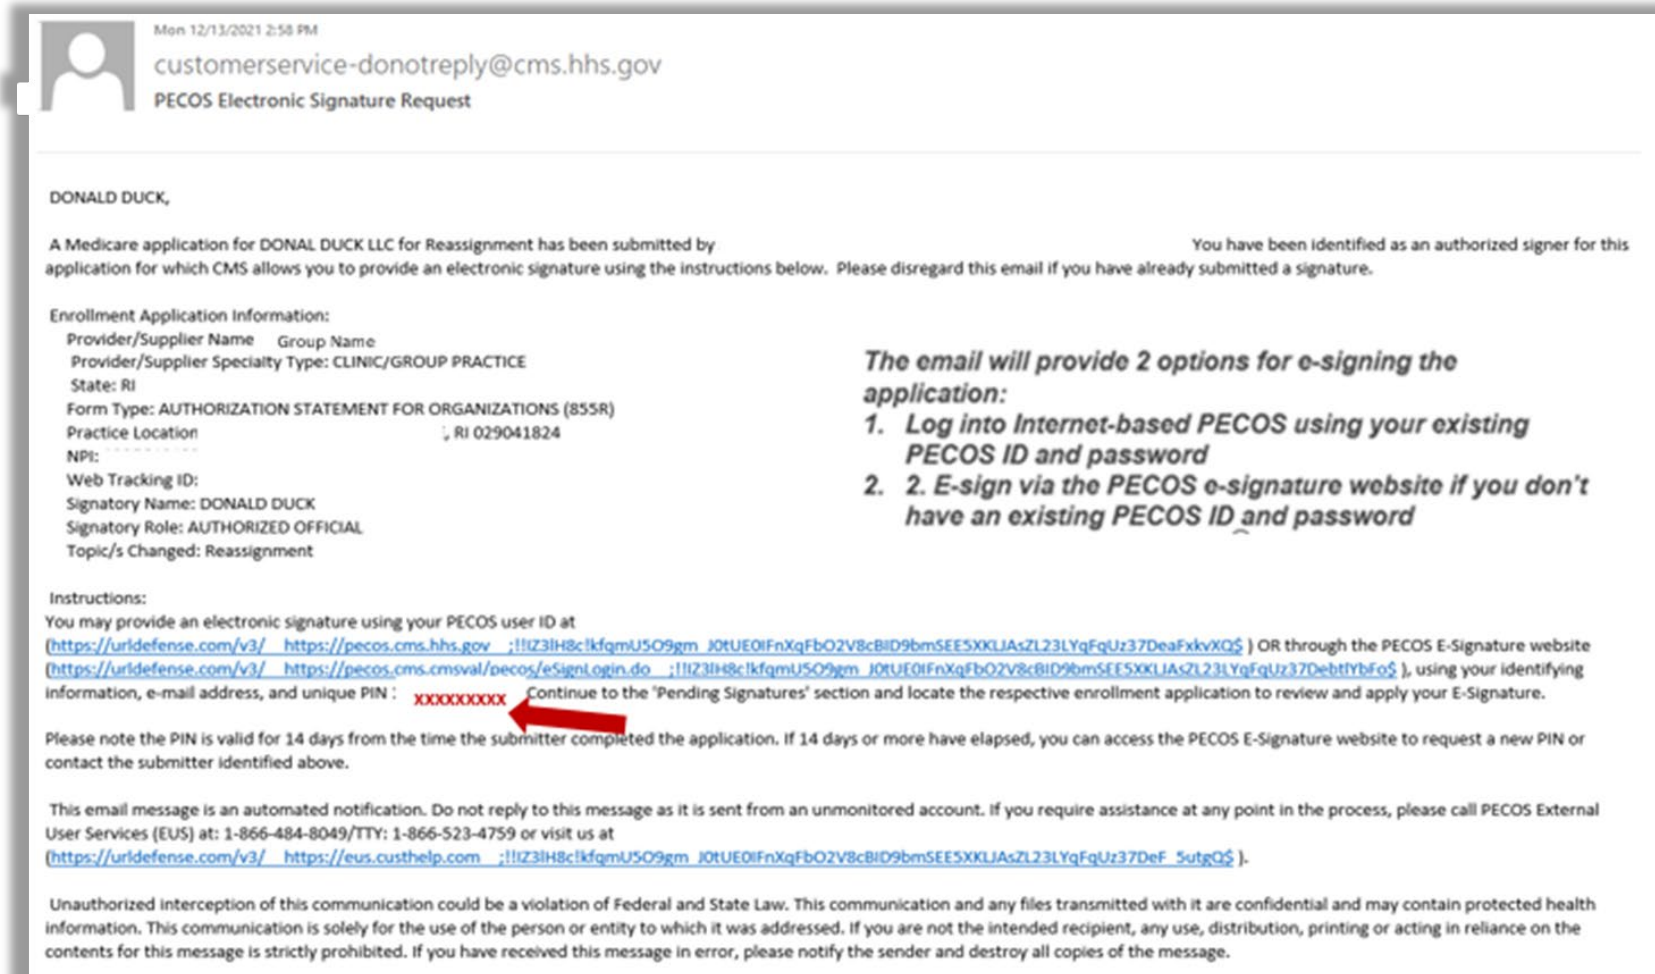 Mon 12/13/2021 2:58 PM
customerservice-donotreply@cms.hhs.gov
PECOS Electronic Signature Request
DONALD DUCK,
A Medicare application for DONAL DUCK LLC for Reassignment has been submitted by You have been identified as an authorized signer for this
application for which CMS allows you to provide an electronic signature using the instructions below. Please disregard this email if you have already submitted a signature.
Enrollment Application Information:
Provider/Supplier Name Group Name
Provider/Supplier Specialty Type: CLINIC/GROUP PRACTICE
State: RI
Form Type: AUTHORIZATION STATEMENT FOR ORGANIZATIONS (855R)
Practice Location , RI 029041824
NPI:
Web Tracking ID:
Signatory Name: DONALD DUCK
Signatory Role: AUTHORIZED OFFICIAL
Topic/s Changed: Reassignment
The email will provide 2 options for e-signing the
application:
1. Log into Internet-based PECOS using your existing
PECOS ID and password
2. 2. E-sign via the PECOS e-signature website if you don't
have an existing PECOS ID and password
Instructions:
You may provide an electronic signature using your PECOS user ID at
(https://urldefense.com/v3/__https://pecos.cms.hhs.gov__;!! ) OR through the PECOS E-Signature website
(https://urldefense.com/v3/__https://pecos.cms.cmsval/pecos/eSignLogin.do__;!! ), using your identifying
information, e-mail address, and unique PIN : xxxxxxxxx Continue to the 'Pending Signatures' section and locate the respective enrollment application to review and apply your E-Signature.
Please note the PIN is valid for 14 days from the time the submitter completed the application. If 14 days or more have elapsed, you can access the PECOS E-Signature website to request a new PIN or
contact the submitter identified above.
This email message is an automated notification. Do not reply to this message as it is sent from an unmonitored account. If you require assistance at any point in the process, please call PECOS External
User Services (EUS) at: 1-866-484-8049/TTY: 1-866-523-4759 or visit us at
(https://urldefense.com/v3/__https://eus.custhelp.com__;!! ).
Unauthorized interception of this communication could be a violation of Federal and State Law. This communication and any files transmitted with it are confidential and may contain protected health
information. This communication is solely for the use of the person or entity to which it was addressed. If you are not the intended recipient, any use, distribution, printing or acting in reliance on the
contents for this message is strictly prohibited. If you have received this message in error, please notify the sender and destroy all copies of the message.